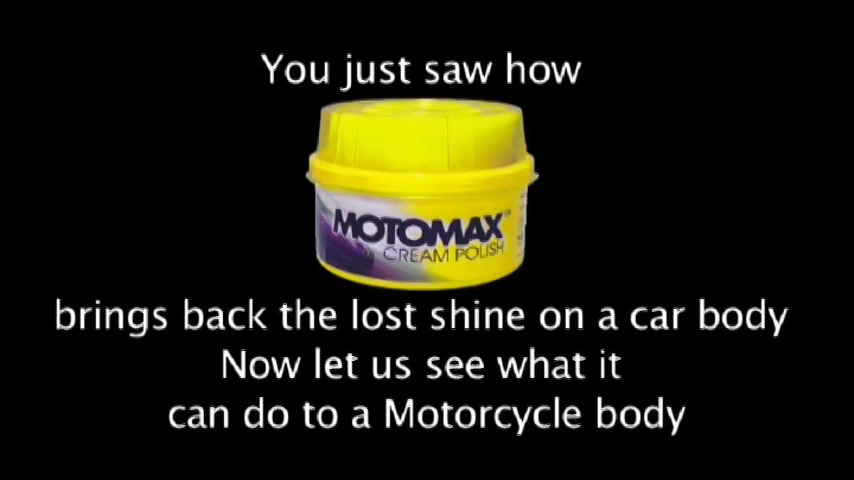 You just saw how
MOTOMAX
CREAM POLISH
brings back the lost shine on a car body
Now let us see what it
can do to a Motorcycle body